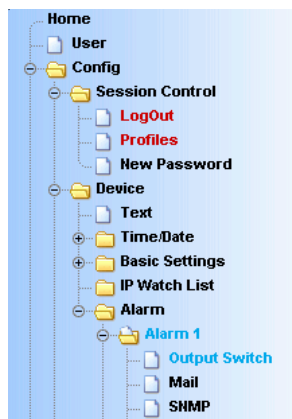 Home
User
Config
Session Control
LogOut
Profiles
New Password
Device
Text
Time/Date
Basic Settings
IP Watch List
Alarm
Alarm 1
Output Switch
Mail
SNMP